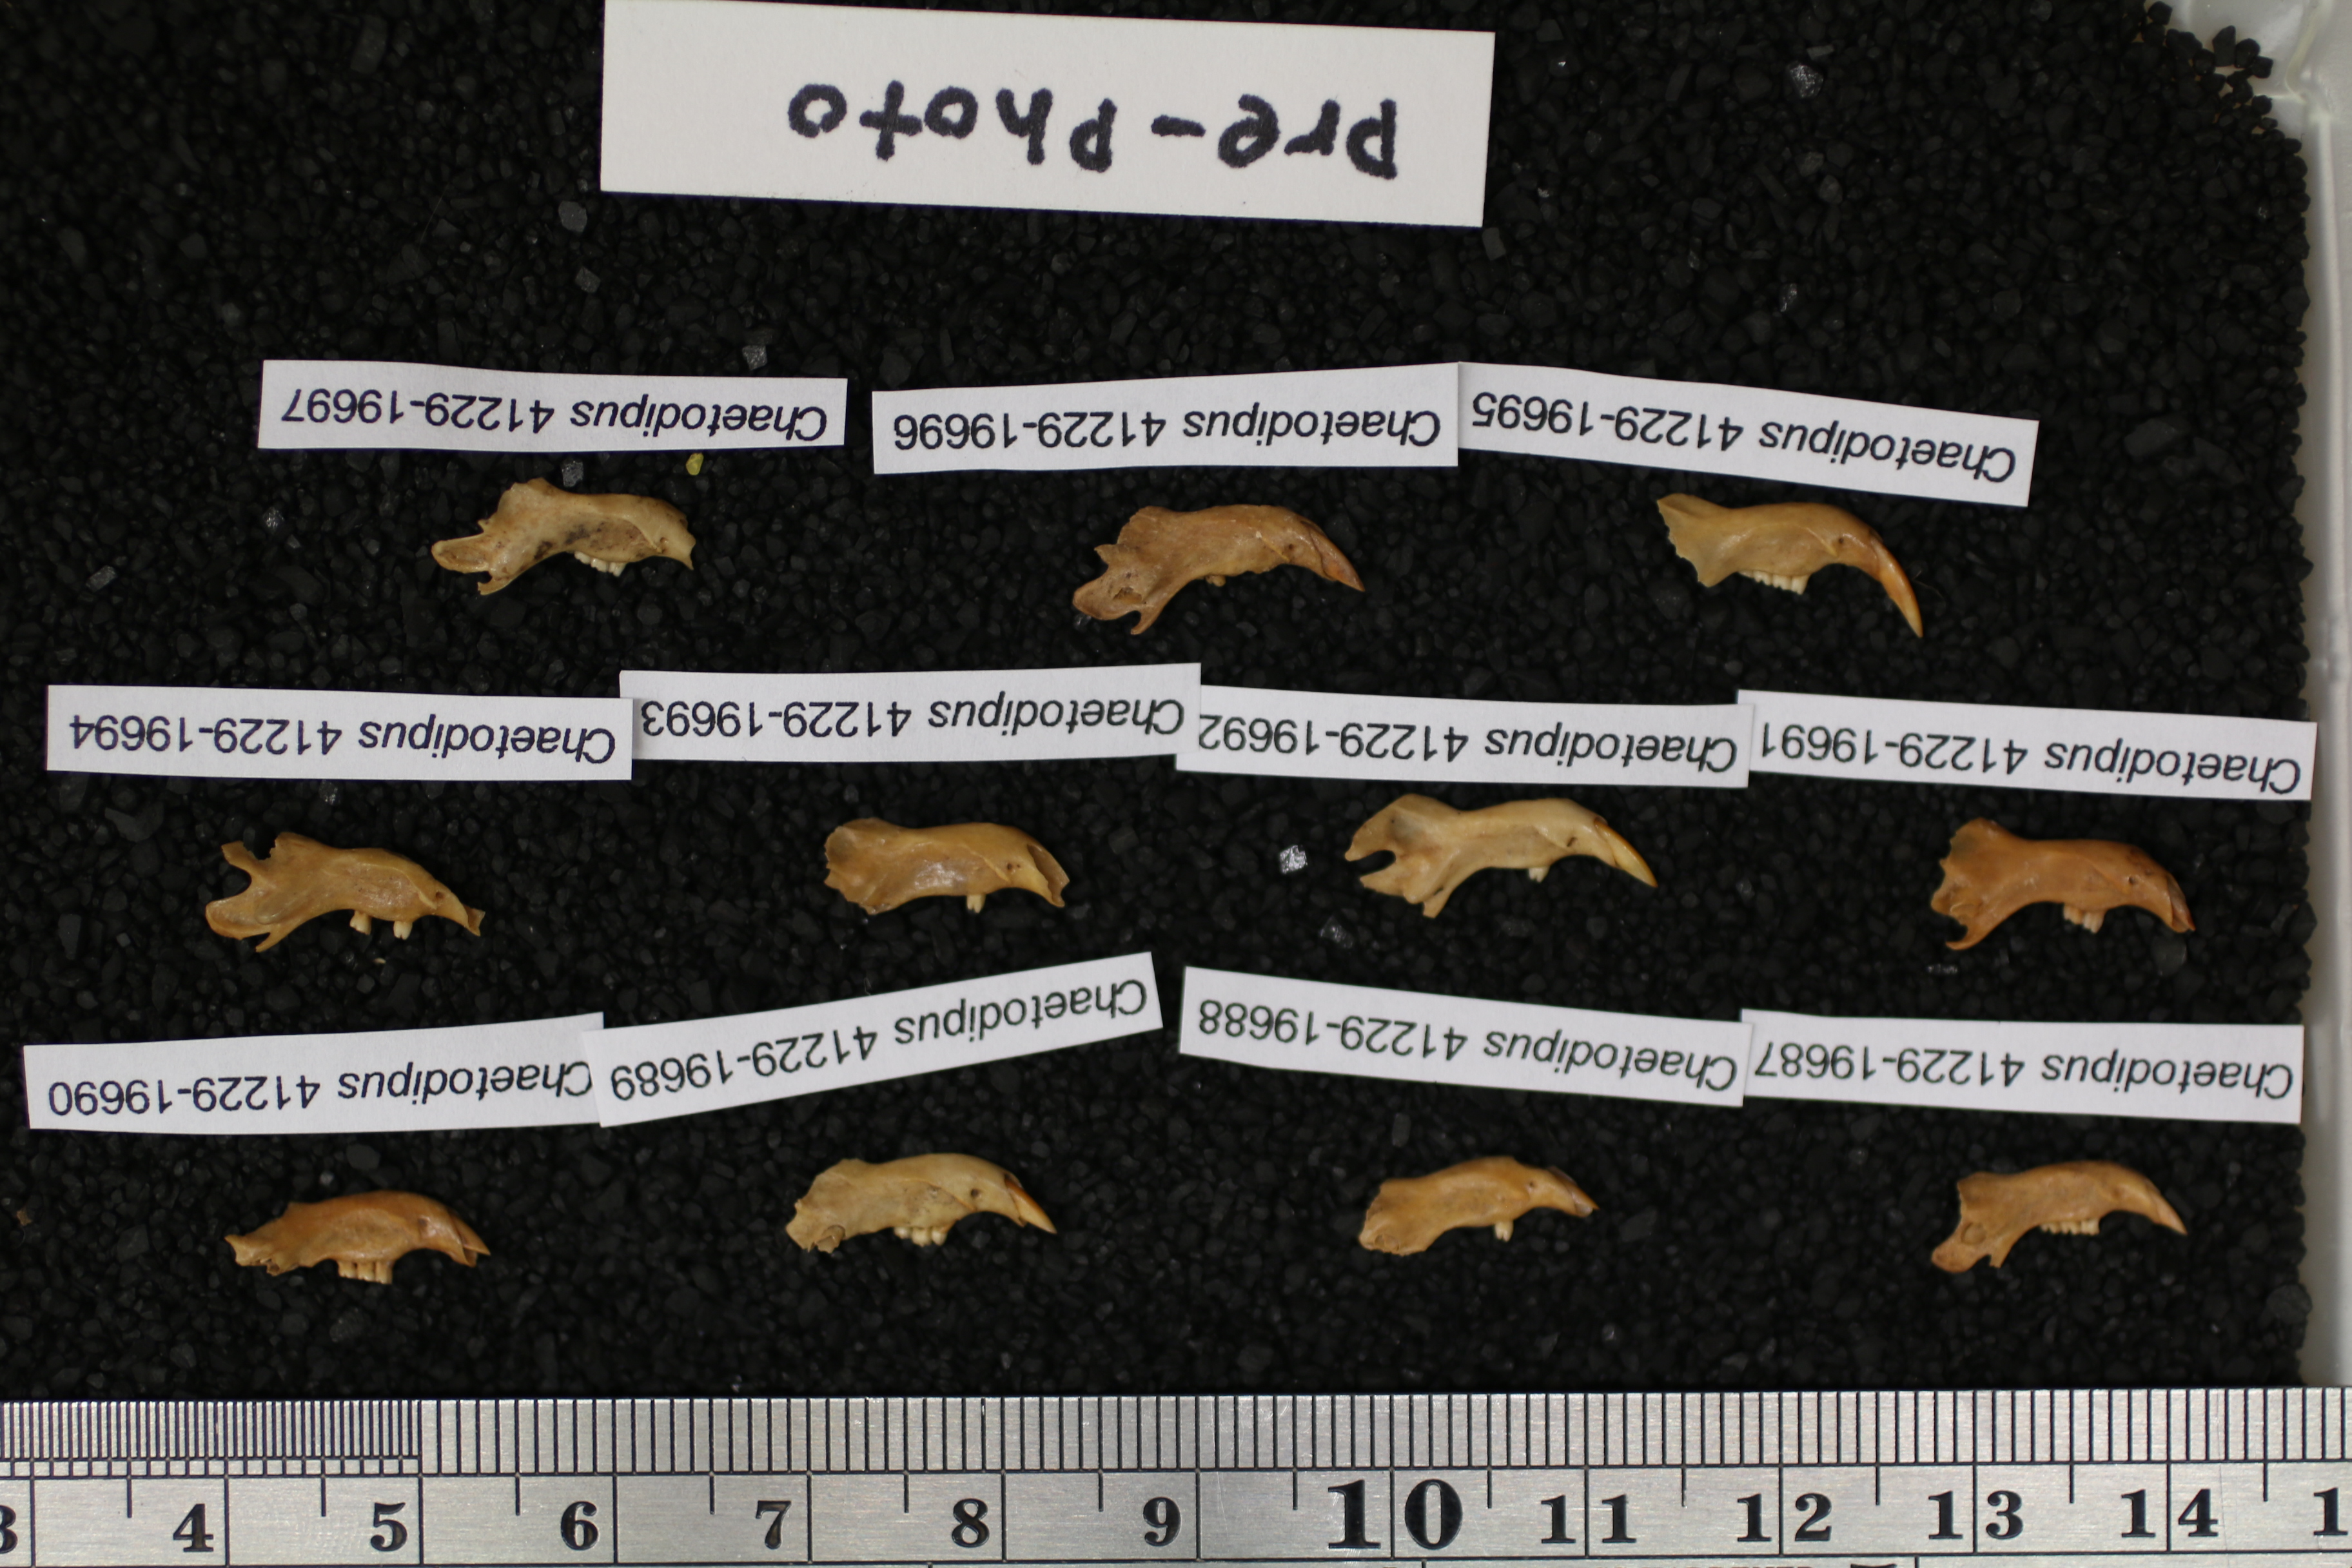 Pre-Photo
Chaetodipus 41229-19697
Chaetodipus 41229-19696
Chaetodipus 41229-19695
Chaetodipus 41229-19694
Chaetodipus 41229-19693
Chaetodipus 41229-19692
Chaetodipus 41229-19691
Chaetodipus 41229-19690
Chaetodipus 41229-19689
Chaetodipus 41229-19688
Chaetodipus 41229-19687
3 4 5 6 7 8 9 10 11 12 13 14 1